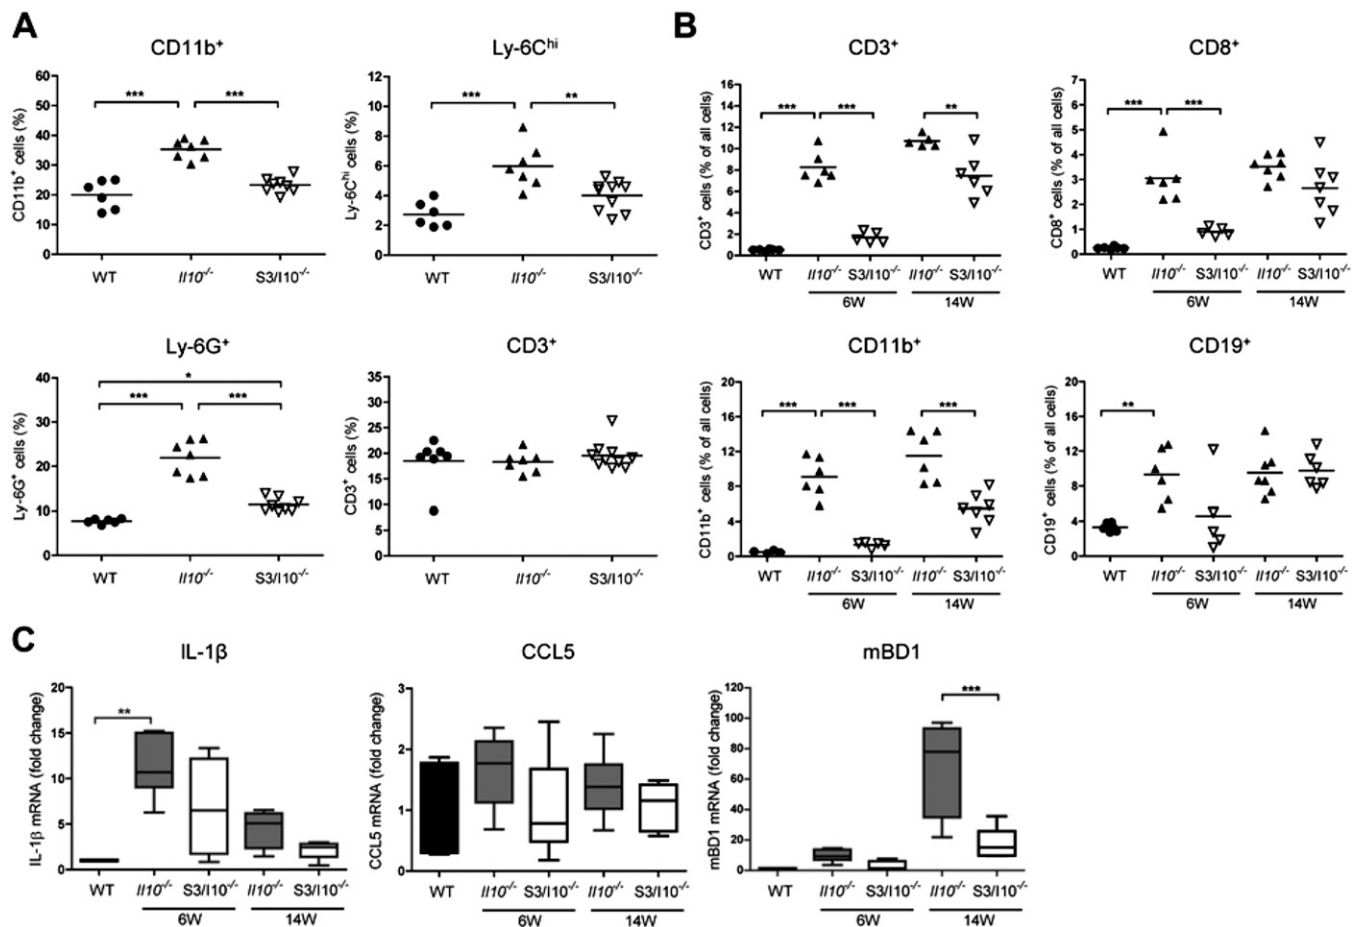 A
CD11b⁺
CD11b⁺ cells (%)
60
50
40
30
20
10
0
*** ***
WT Il10⁻/⁻ S3/I10⁻/⁻
Ly-6Cʰⁱ
Ly-6Cʰⁱ cells (%)
12
10
8
6
4
2
0
*** **
WT Il10⁻/⁻ S3/I10⁻/⁻
Ly-6G⁺
Ly-6G⁺ cells (%)
40
30
20
10
0
*
*** ***
WT Il10⁻/⁻ S3/I10⁻/⁻
CD3⁺
CD3⁺ cells (%)
35
30
25
20
15
10
5
0
WT Il10⁻/⁻ S3/I10⁻/⁻
B
CD3⁺
CD3⁺ cells (% of all cells)
16
14
12
10
8
6
4
2
0
*** *** **
WT Il10⁻/⁻ S3/I10⁻/⁻ Il10⁻/⁻ S3/I10⁻/⁻
6W 14W
CD8⁺
CD8⁺ cells (% of all cells)
7
6
5
4
3
2
1
0
*** ***
WT Il10⁻/⁻ S3/I10⁻/⁻ Il10⁻/⁻ S3/I10⁻/⁻
6W 14W
CD11b⁺
CD11b⁺ cells (% of all cells)
20
16
12
8
4
0
*** *** ***
WT Il10⁻/⁻ S3/I10⁻/⁻ Il10⁻/⁻ S3/I10⁻/⁻
6W 14W
CD19⁺
CD19⁺ cells (% of all cells)
20
16
12
8
4
0
**
WT Il10⁻/⁻ S3/I10⁻/⁻ Il10⁻/⁻ S3/I10⁻/⁻
6W 14W
C
IL-1β
IL-1β mRNA (fold change)
20
15
10
5
0
**
WT Il10⁻/⁻ S3/I10⁻/⁻ Il10⁻/⁻ S3/I10⁻/⁻
6W 14W
CCL5
CCL5 mRNA (fold change)
3
2
1
0
WT Il10⁻/⁻ S3/I10⁻/⁻ Il10⁻/⁻ S3/I10⁻/⁻
6W 14W
mBD1
mBD1 mRNA (fold change)
120
100
80
60
40
20
0
***
WT Il10⁻/⁻ S3/I10⁻/⁻ Il10⁻/⁻ S3/I10⁻/⁻
6W 14W